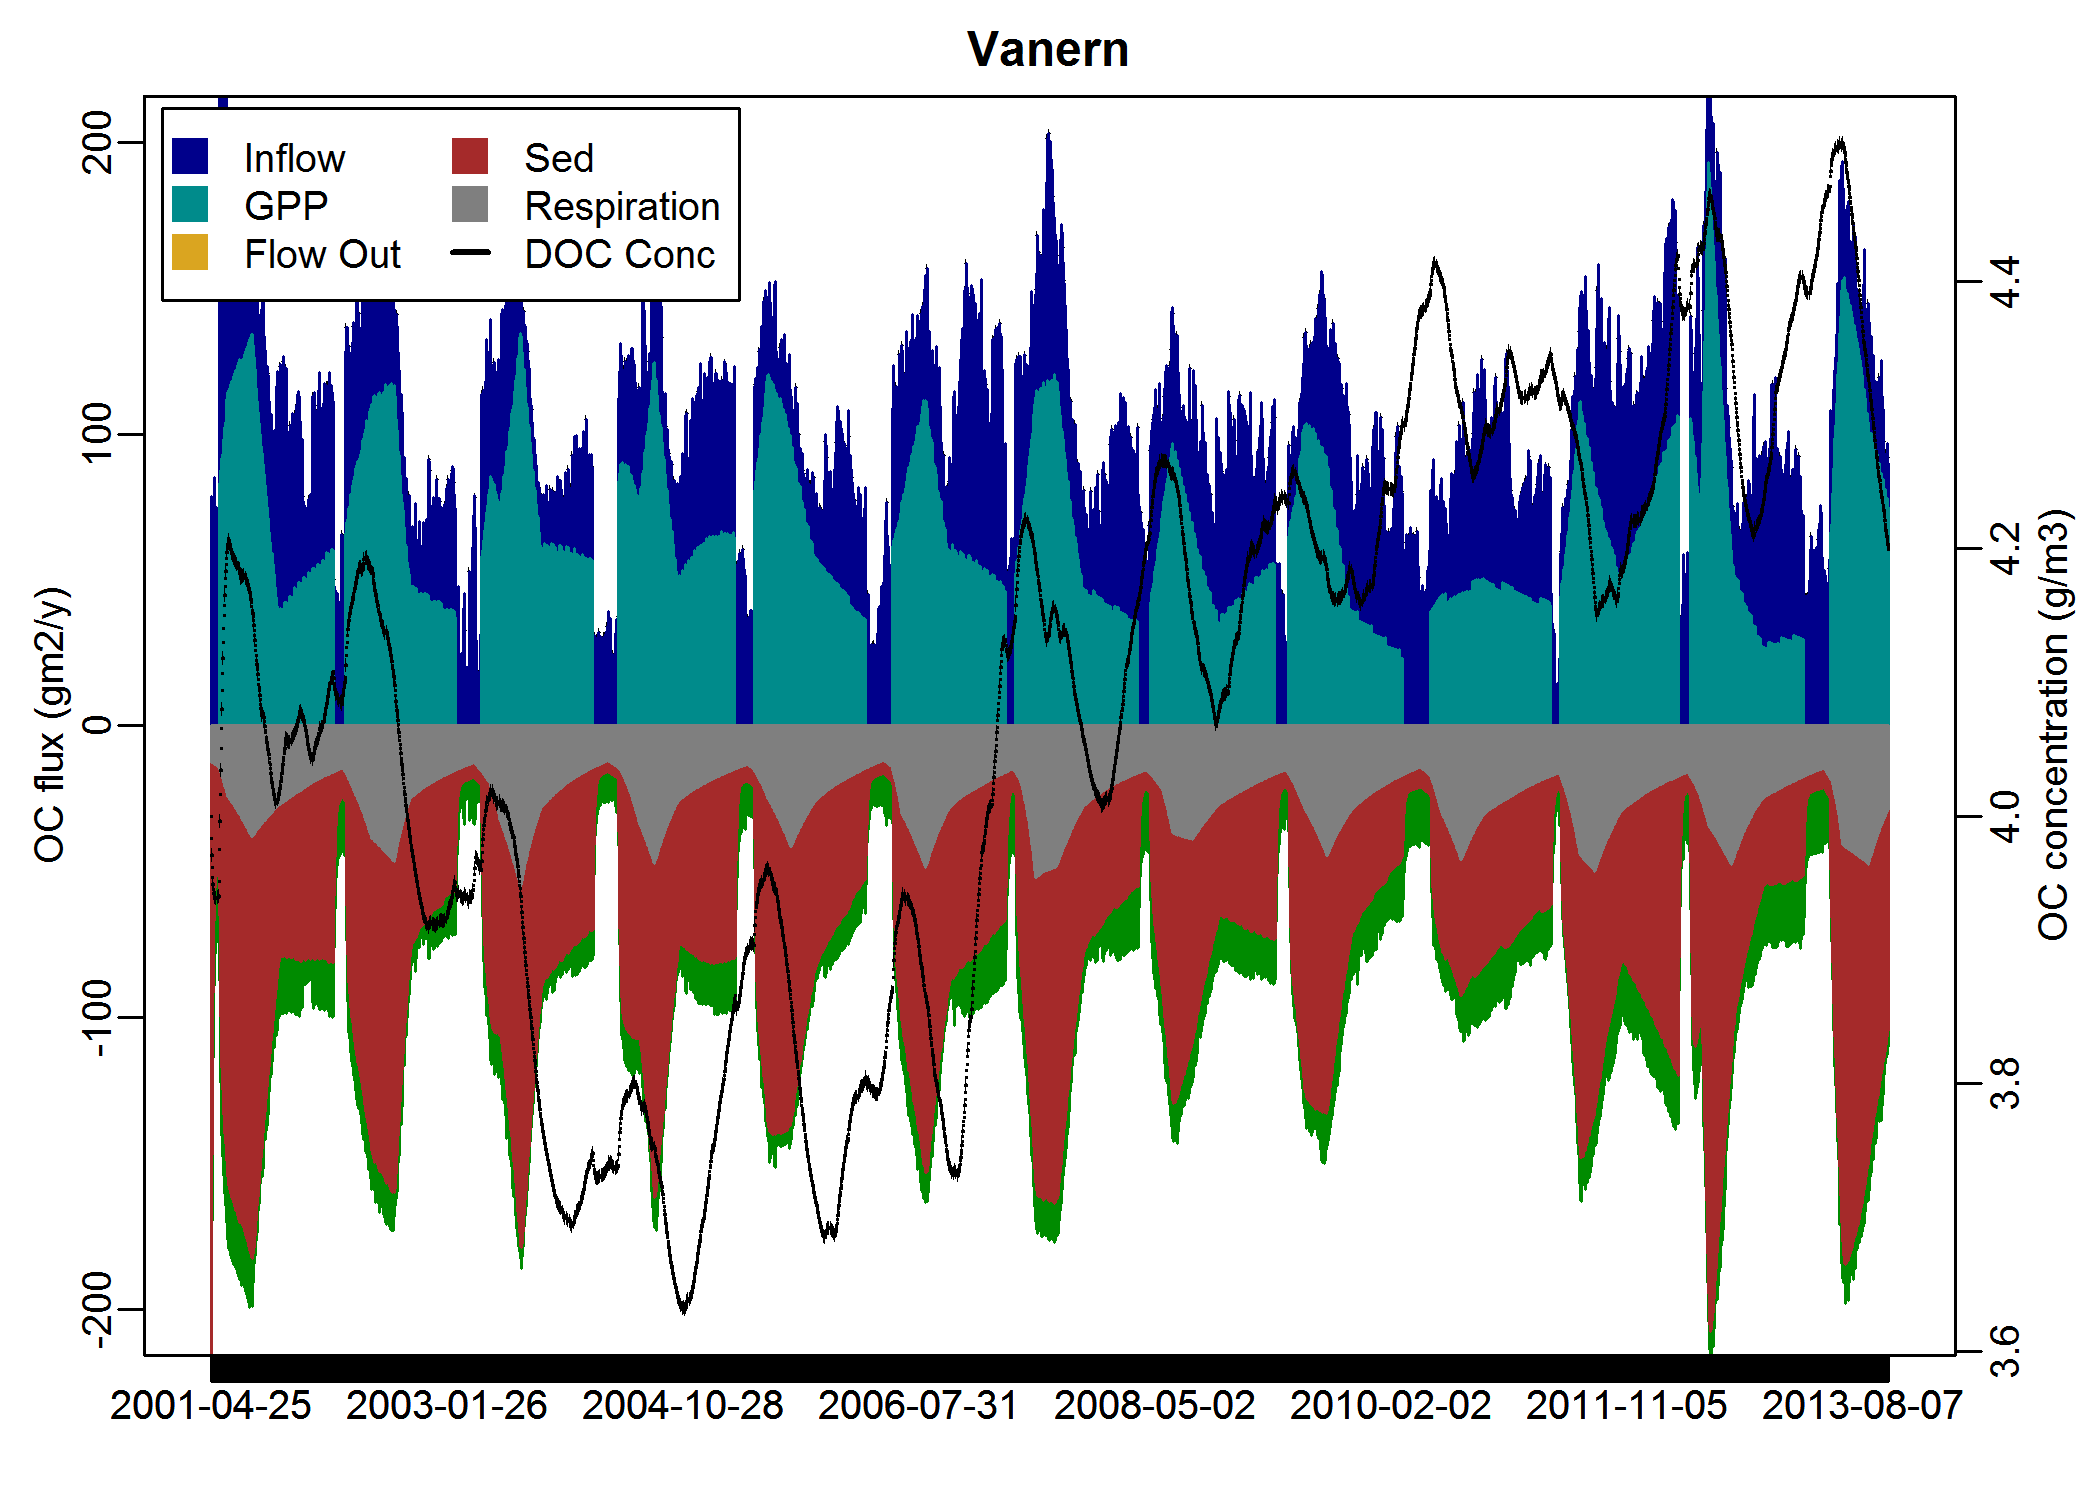 Vanern
Inflow
GPP
Flow Out
Sed
Respiration
DOC Conc
OC flux (gm2/y)
200
100
0
-100
-200
OC concentration (g/m3)
4.4
4.2
4.0
3.8
3.6
2001-04-25 2003-01-26 2004-10-28 2006-07-31 2008-05-02 2010-02-02 2011-11-05 2013-08-07